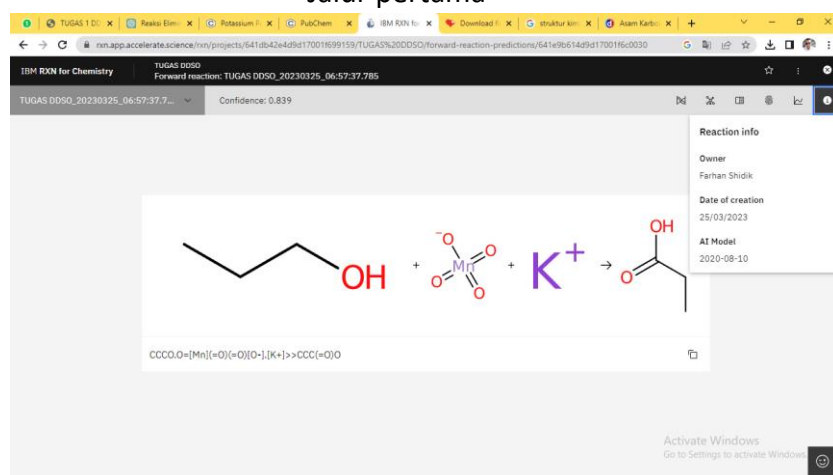 TUGAS 1 DD
Reaksi Elim
Potassium P
PubChem
IBM RXN for
Download f
struktur kim
Asam Karbo
rxn.app.accelerate.science/rxn/projects/641db42e4d9d17001f699159/TUGAS%20DDSO/forward-reaction-predictions/641e9b614d9d17001f6c0030
IBM RXN for Chemistry
TUGAS DDSO
Forward reaction: TUGAS DDSO_20230325_06:57:37.785
TUGAS DDSO_20230325_06:57:37.7...
Confidence: 0.839
Reaction info
Owner
Farhan Shidik
Date of creation
25/03/2023
AI Model
2020-08-10
OH
+
-O
O
Mn
O
O
+
K+
→
OH
O
CCCO.O=[Mn](=O)(=O)[O-].[K+]>>CCC(=O)O
Activate Windows
Go to Settings to activate Windows.